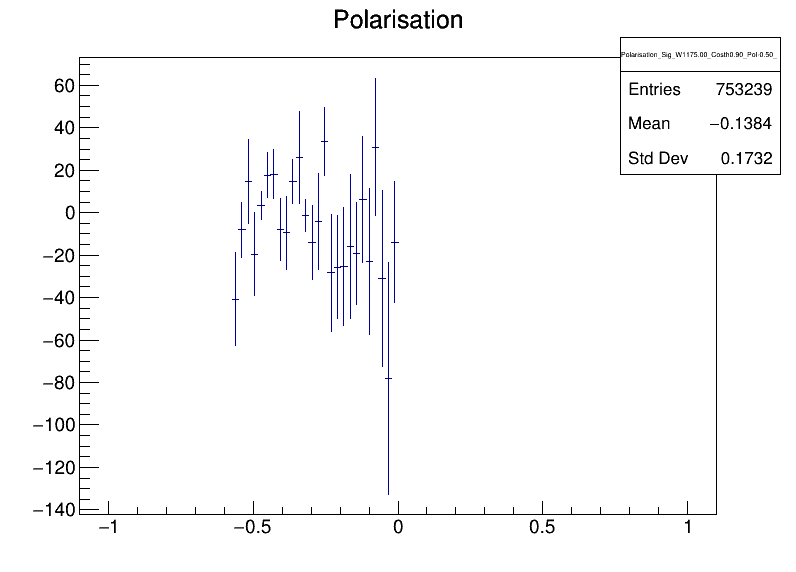 Polarisation
Polarisation_Sig_W1175.00_Costh0.90_Pol-0.50_
Entries 753239
Mean −0.1384
Std Dev 0.1732
60
40
20
0
−20
−40
−60
−80
−100
−120
−140
−1 −0.5 0 0.5 1